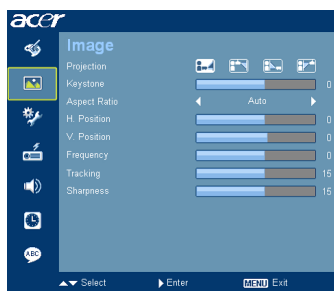 acer
Image
Projection
Keystone 0
Aspect Ratio Auto
H. Position 0
V. Position 0
Frequency 0
Tracking 15
Sharpness 15
ABC
Select Enter MENU Exit